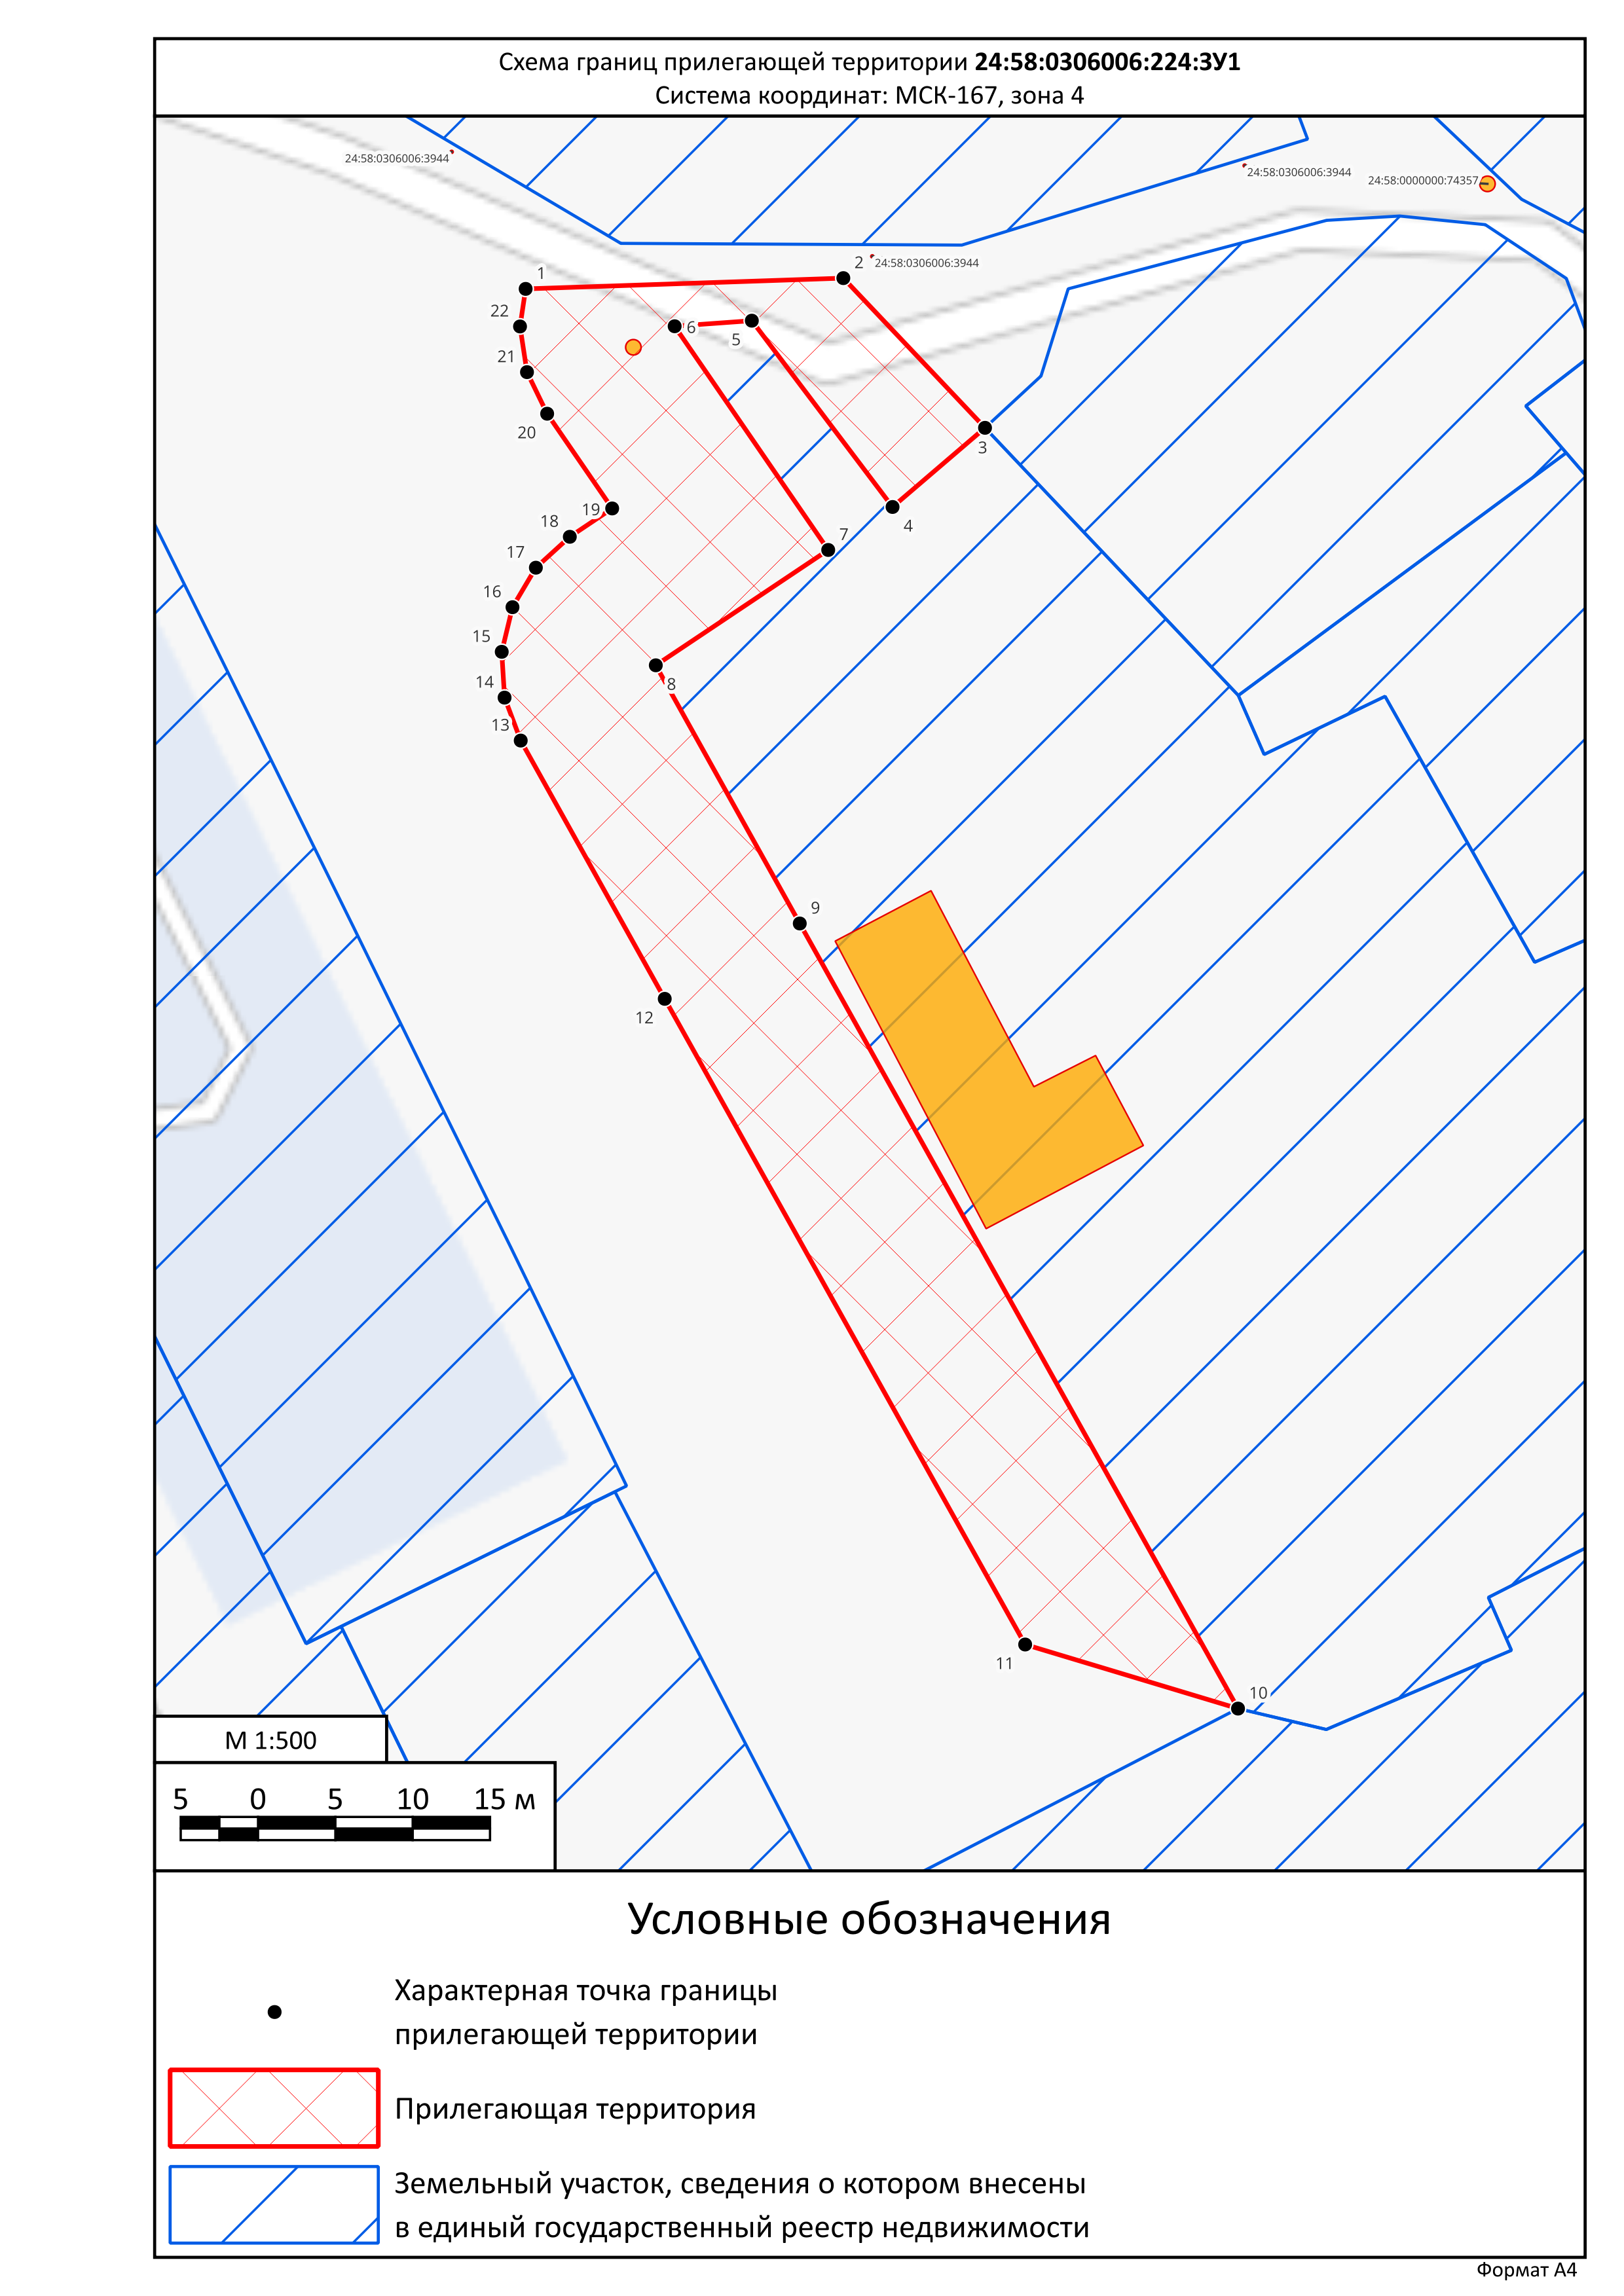 Схема границ прилегающей территории 24:58:0306006:224:ЗУ1
Система координат: МСК-167, зона 4
24:58:0306006:3944
24:58:0306006:3944
24:58:0000000:74357
24:58:0306006:3944
1
2
22
6
5
21
20
3
19
4
18
7
17
16
15
14
8
13
9
12
11
10
М 1:500
5 0 5 10 15 м
Условные обозначения
Характерная точка границы
прилегающей территории
Прилегающая территория
Земельный участок, сведения о котором внесены
в единый государственный реестр недвижимости
Формат А4